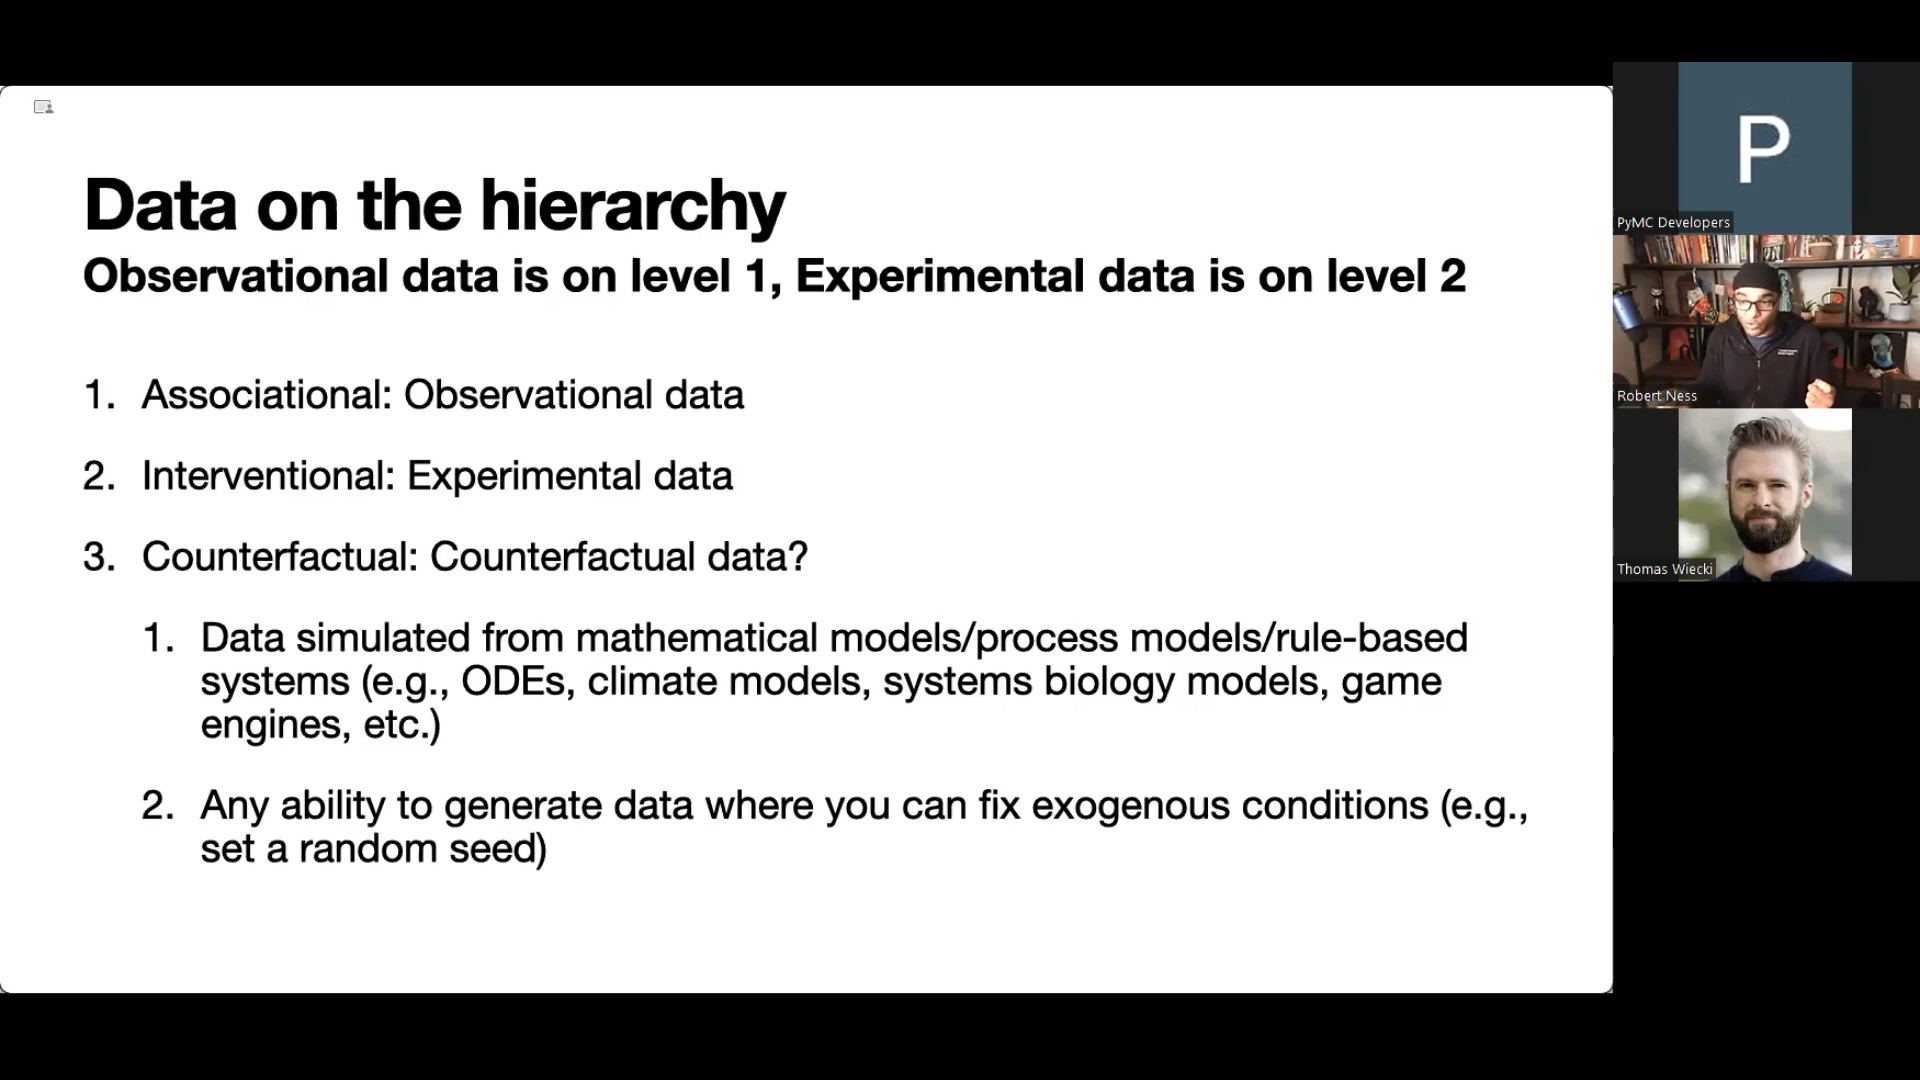 Data on the hierarchy
Observational data is on level 1, Experimental data is on level 2
1. Associational: Observational data
2. Interventional: Experimental data
3. Counterfactual: Counterfactual data?
1. Data simulated from mathematical models/process models/rule-based
systems (e.g., ODEs, climate models, systems biology models, game
engines, etc.)
2. Any ability to generate data where you can fix exogenous conditions (e.g.,
set a random seed)
P
PyMC Developers
Robert Ness
Thomas Wiecki